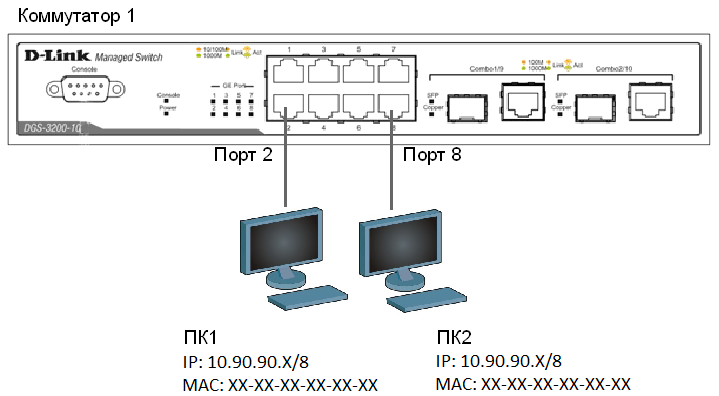 Коммутатор 1
D-Link Managed Switch
Console
10/100M
1000M
Link
Act
GE Port
1 3 5 7
2 4 6 8
Console
Power
1 3 5 7
2 4 6 8
Combo1/9
100M
1000M
Link
Act
Combo2/10
SFP
Copper
SFP
Copper
DGS-3200-10
Порт 2
Порт 8
ПК1
IP: 10.90.90.X/8
MAC: XX-XX-XX-XX-XX-XX
ПК2
IP: 10.90.90.X/8
MAC: XX-XX-XX-XX-XX-XX